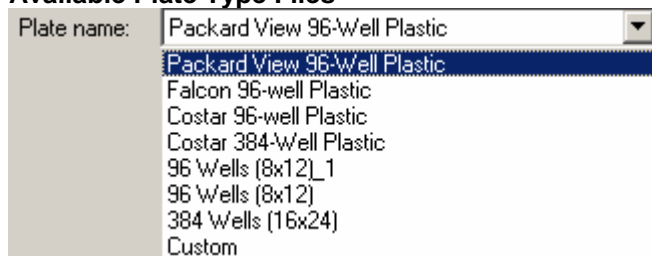 Available Plate Type Files
Plate name: Packard View 96-Well Plastic
Packard View 96-Well Plastic
Falcon 96-well Plastic
Costar 96-well Plastic
Costar 384-Well Plastic
96 Wells (8x12)_1
96 Wells (8x12)
384 Wells (16x24)
Custom